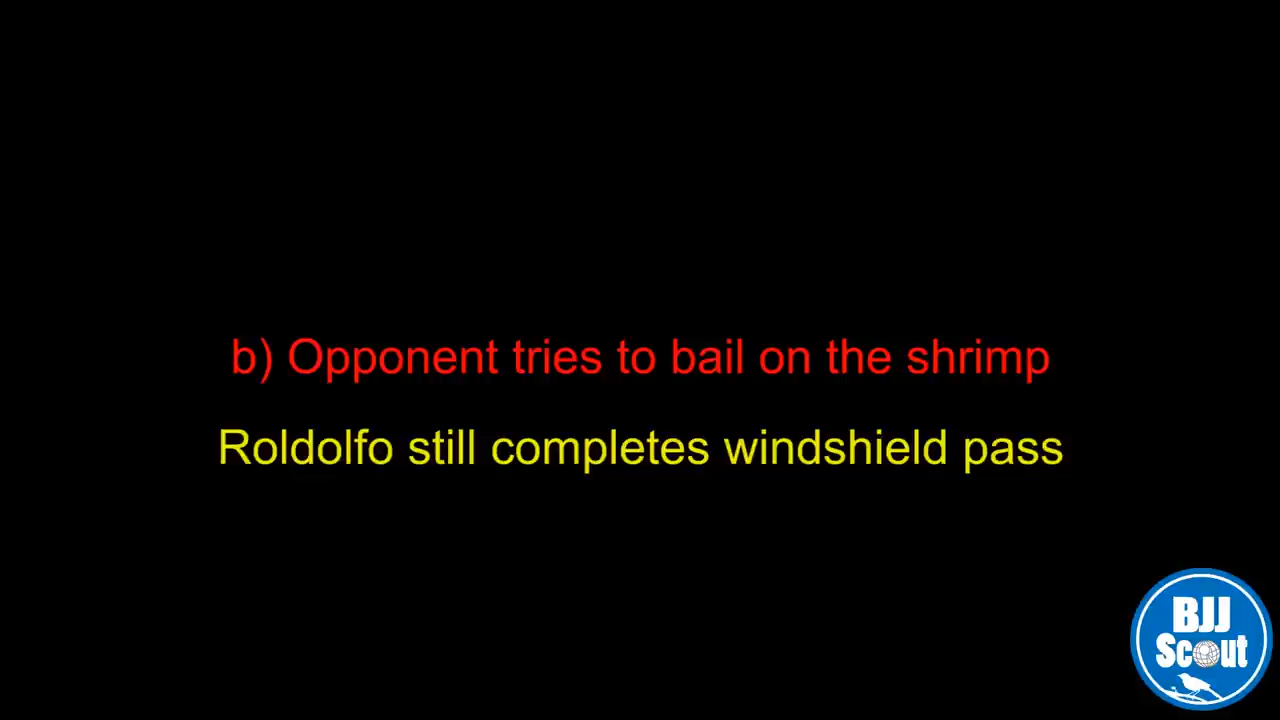 b) Opponent tries to bail on the shrimp
Roldolfo still completes windshield pass
BJJ
Scout